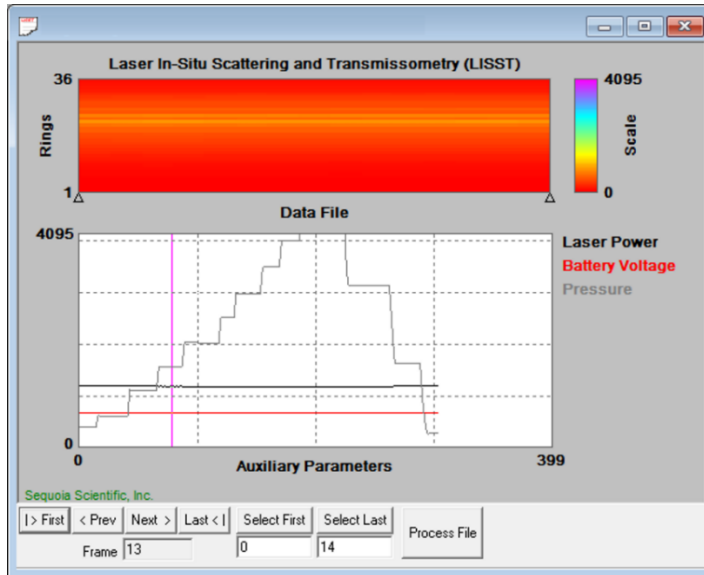 Laser In-Situ Scattering and Transmissometry (LISST)
36
Rings
1
4095
Scale
0
Data File
4095
0
0
399
Auxiliary Parameters
Laser Power
Battery Voltage
Pressure
Sequoia Scientific, Inc.
|> First
< Prev
Next >
Last <|
Select First
Select Last
Process File
Frame 13
0
14